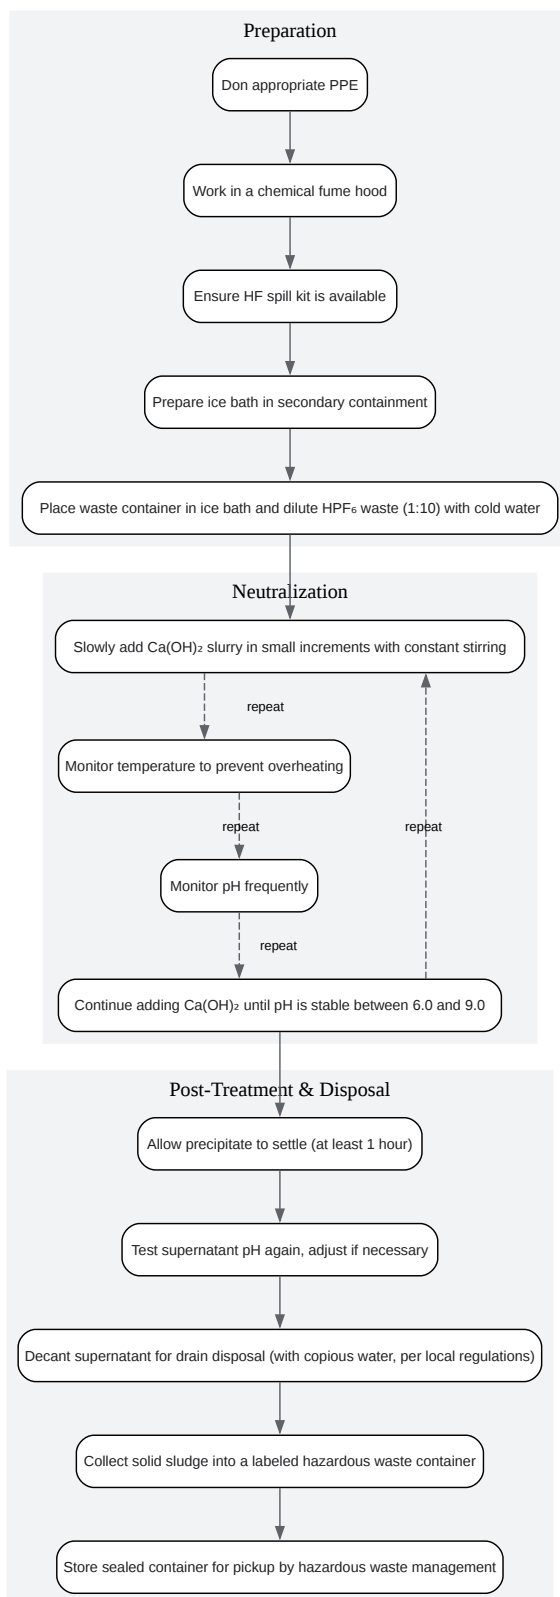 Preparation
Don appropriate PPE
Work in a chemical fume hood
Ensure HF spill kit is available
Prepare ice bath in secondary containment
Place waste container in ice bath and dilute HPF₆ waste (1:10) with cold water
Neutralization
Slowly add Ca(OH)₂ slurry in small increments with constant stirring
repeat
Monitor temperature to prevent overheating
repeat
repeat
Monitor pH frequently
repeat
Continue adding Ca(OH)₂ until pH is stable between 6.0 and 9.0
Post-Treatment & Disposal
Allow precipitate to settle (at least 1 hour)
Test supernatant pH again, adjust if necessary
Decant supernatant for drain disposal (with copious water, per local regulations)
Collect solid sludge into a labeled hazardous waste container
Store sealed container for pickup by hazardous waste management